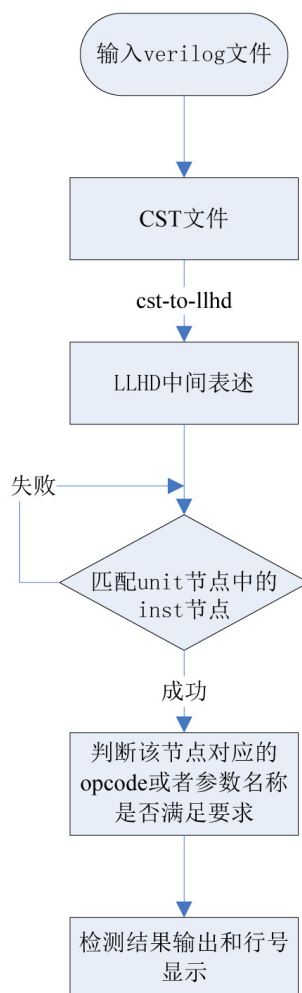 输入verilog文件
CST文件
cst-to-llhd
LLHD中间表述
失败
匹配unit节点中的
inst节点
成功
判断该节点对应的
opcode或者参数名称
是否满足要求
检测结果输出和行号
显示